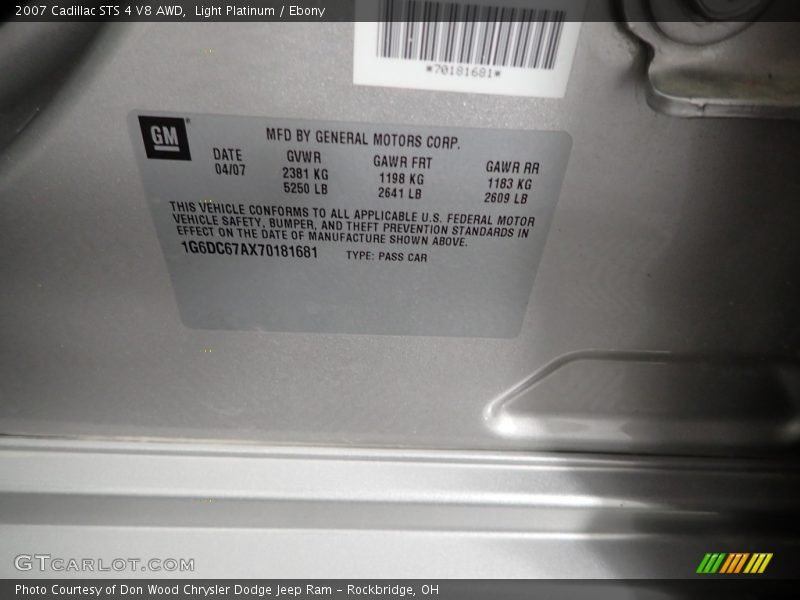 2007 Cadillac STS 4 V8 AWD,  Light Platinum / Ebony
*70181681*
GM
MFD BY GENERAL MOTORS CORP.
DATE GVWR GAWR FRT GAWR RR
04/07 2381 KG 1198 KG 1183 KG
5250 LB 2641 LB 2609 LB
THIS VEHICLE CONFORMS TO ALL APPLICABLE U.S. FEDERAL MOTOR
VEHICLE SAFETY, BUMPER, AND THEFT PREVENTION STANDARDS IN
EFFECT ON THE DATE OF MANUFACTURE SHOWN ABOVE.
1G6DC67AX70181681 TYPE: PASS CAR
GTCARLOT.COM
Photo Courtesy of Don Wood Chrysler Dodge Jeep Ram – Rockbridge, OH